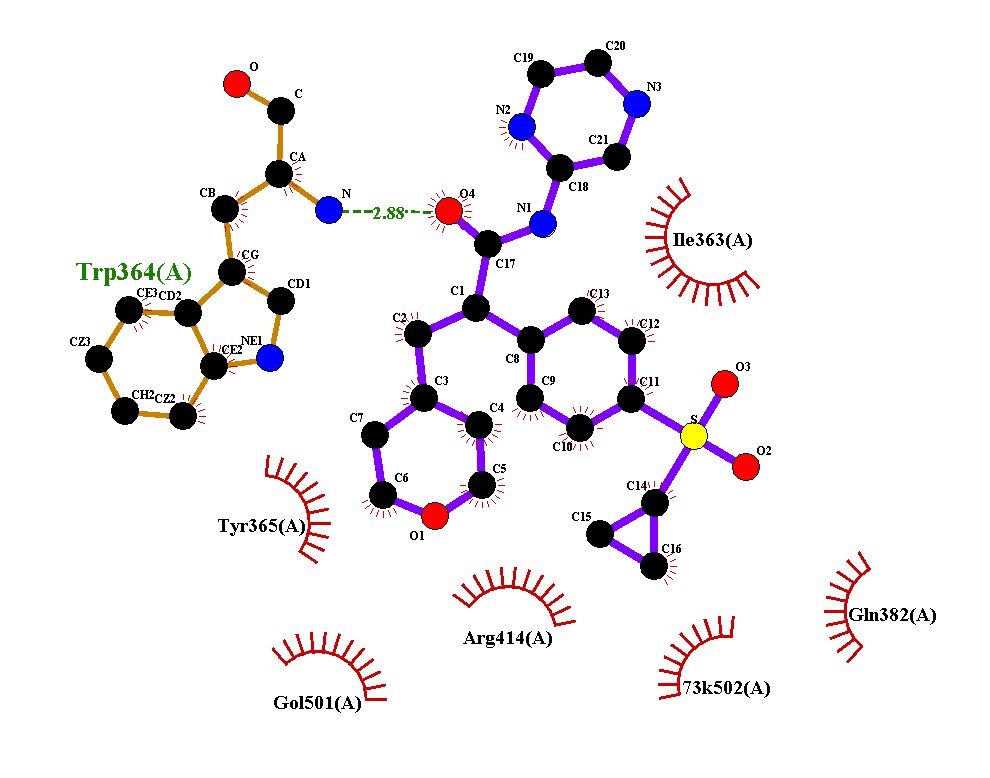 C20
C19
O
N3
C
N2
C21
CA
C18
CB
N
2.88
O4
N1
Ile363(A)
C17
CG
Trp364(A)
CD1
C1
C13
CE3
CD2
C2
C12
CZ3
NE1
CE2
C8
O3
C3
C9
C11
CH2
CZ2
C7
C4
S
C10
O2
C6
C5
C14
C15
Tyr365(A)
O1
C16
Gln382(A)
Arg414(A)
73k502(A)
Gol501(A)